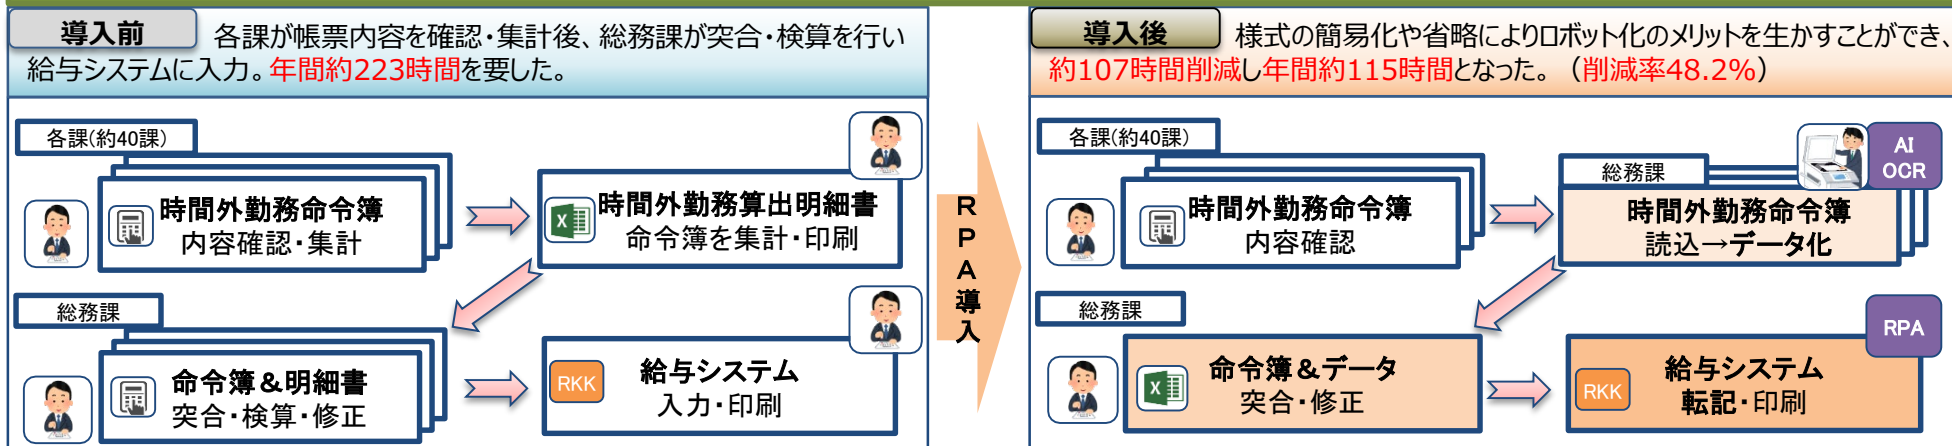 導入前
各課が帳票内容を確認・集計後、総務課が突合・検算を行い
給与システムに入力。年間約223時間を要した。
各課(約40課)
時間外勤務命令簿
内容確認・集計
X
時間外勤務算出明細書
命令簿を集計・印刷
総務課
命令簿&明細書
突合・検算・修正
RKK
給与システム
入力・印刷
RPA導入
導入後
様式の簡易化や省略によりロボット化のメリットを生かすことができ、
約107時間削減し年間約115時間となった。（削減率48.2%）
各課(約40課)
時間外勤務命令簿
内容確認
総務課
AI
OCR
時間外勤務命令簿
読込→データ化
総務課
X
命令簿&データ
突合・修正
RPA
RKK
給与システム
転記・印刷